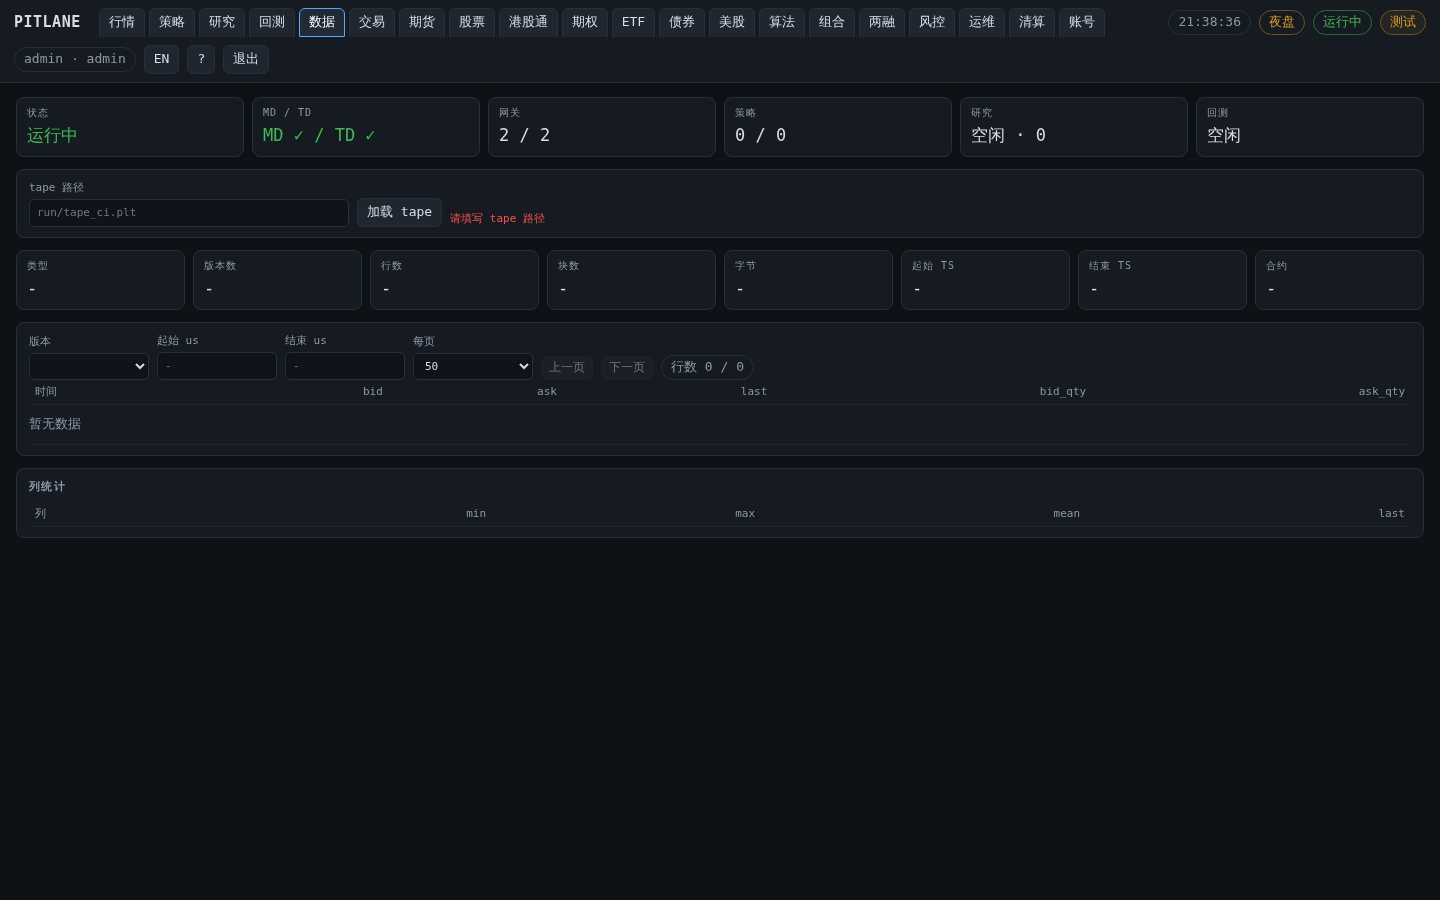 PITLANE 行情 策略 研究 回测 数据 交易 期货 股票 港股通 期权 ETF 债券 美股 算法 组合 两融 风控 运维 清算 账号 21:38:36 夜盘 运行中 测试
admin · admin EN ? 退出
状态 MD / TD 网关 策略 研究 回测
运行中 MD ✓ / TD ✓ 2 / 2 0 / 0 空闲 · 0 空闲
tape 路径
run/tape_ci.plt 加载 tape 请填写 tape 路径
类型 版本数 行数 块数 字节 起始 TS 结束 TS 合约
- - - - - - - -
版本 起始 us 结束 us 每页
- - 50 上一页 下一页 行数 0 / 0
时间 bid ask last bid_qty ask_qty
暂无数据
列统计
列 min max mean last